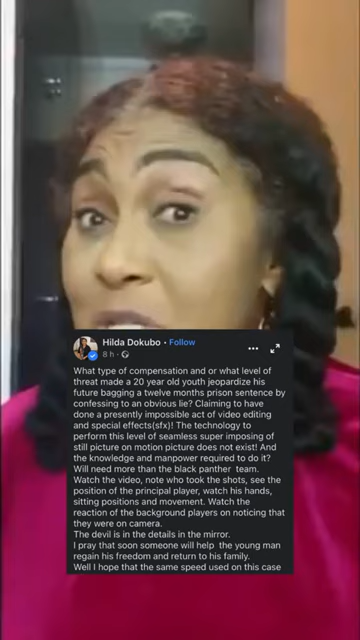 Hilda Dokubo · Follow
8 h ·
What type of compensation and or what level of
threat made a 20 year old youth jeopardize his
future bagging a twelve months prison sentence by
confessing to an obvious lie? Claiming to have
done a presently impossible act of video editing
and special effects(sfx)! The technology to
perform this level of seamless super imposing of
still picture on motion picture does not exist! And
the knowledge and manpower required to do it?
Will need more than the black panther  team.
Watch the video, note who took the shots, see the
position of the principal player, watch his hands,
sitting positions and movement. Watch the
reaction of the background players on noticing that
they were on camera.
The devil is in the details in the mirror.
I pray that soon someone will help  the young man
regain his freedom and return to his family.
Well I hope that the same speed used on this case